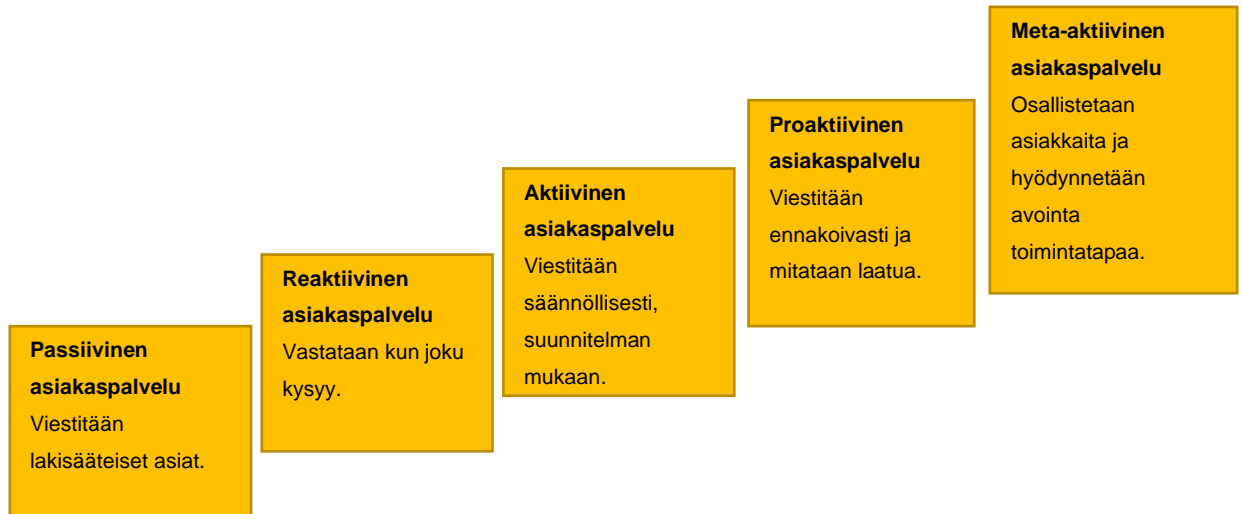 Passiivinen
asiakaspalvelu
Viestitään
lakisääteiset asiat.
Reaktiivinen
asiakaspalvelu
Vastataan kun joku
kysyy.
Aktiivinen
asiakaspalvelu
Viestitään
säännöllisesti,
suunnitelman
mukaan.
Proaktiivinen
asiakaspalvelu
Viestitään
ennakoivasti ja
mitataan laatua.
Meta-aktiivinen
asiakaspalvelu
Osallistetaan
asiakkaita ja
hyödynnetään
avointa
toimintatapaa.